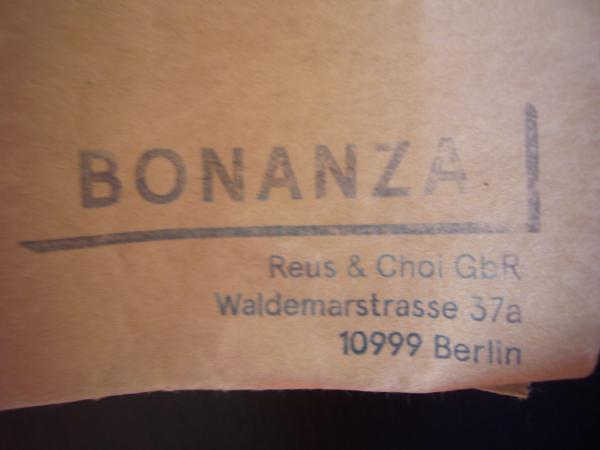 BONANZA
Reus & Choi GbR
Waldemarstrasse 37a
10999 Berlin